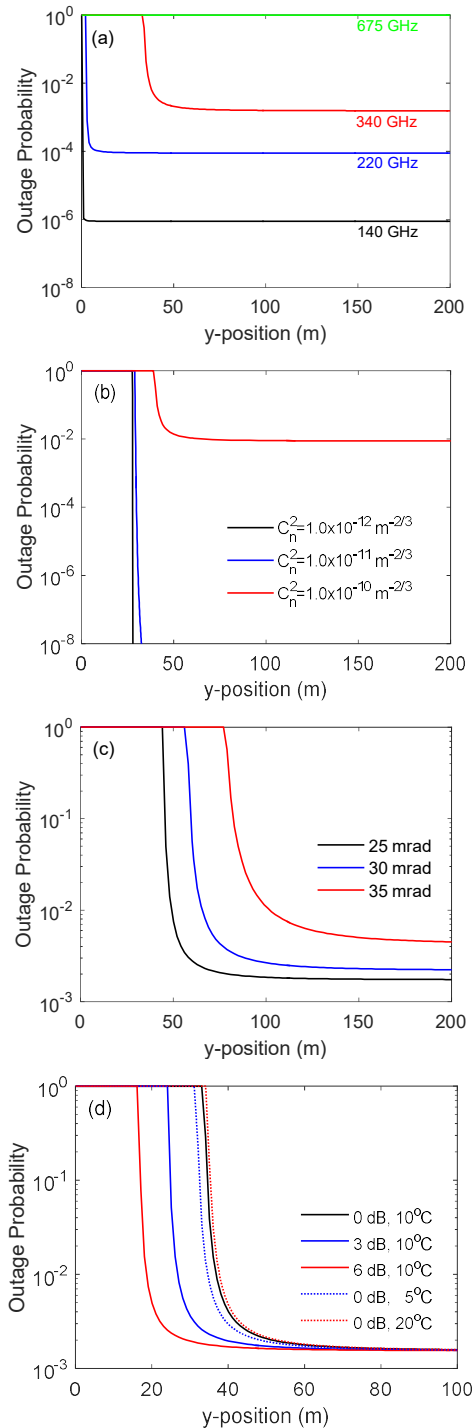 (a)
675 GHz
340 GHz
220 GHz
140 GHz
10^0
10^-2
10^-4
10^-6
10^-8
Outage Probability
0 50 100 150 200
y-position (m)
(b)
C_n^2=1.0x10^-12 m^-2/3
C_n^2=1.0x10^-11 m^-2/3
C_n^2=1.0x10^-10 m^-2/3
10^0
10^-2
10^-4
10^-6
10^-8
Outage Probability
0 50 100 150 200
y-position (m)
(c)
25 mrad
30 mrad
35 mrad
10^0
10^-1
10^-2
10^-3
Outage Probability
0 50 100 150 200
y-position (m)
(d)
0 dB, 10°C
3 dB, 10°C
6 dB, 10°C
0 dB, 5°C
0 dB, 20°C
10^0
10^-1
10^-2
10^-3
Outage Probability
0 20 40 60 80 100
y-position (m)